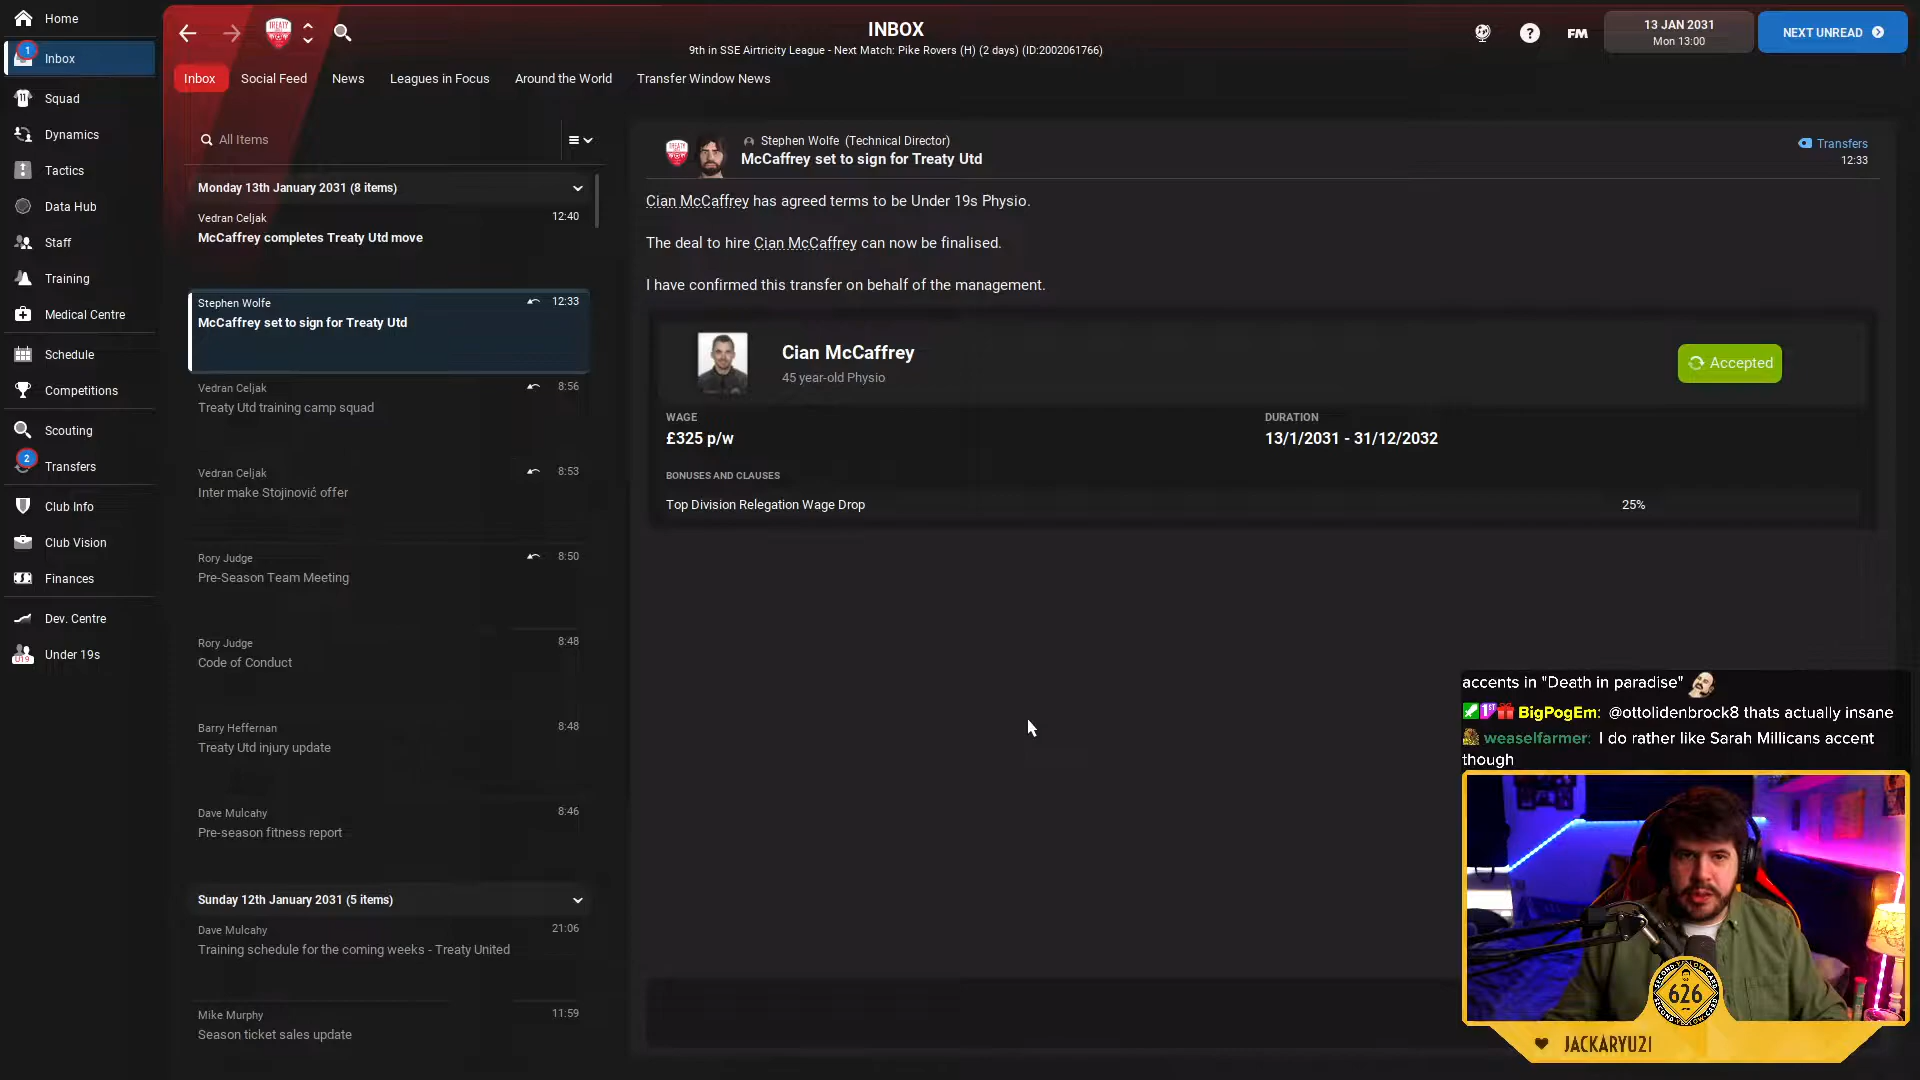 Home
1
Inbox
Squad
Dynamics
Tactics
Data Hub
Staff
Training
Medical Centre
Schedule
Competitions
Scouting
2
Transfers
Club Info
Club Vision
Finances
Dev. Centre
U19
Under 19s
TREATY
INBOX
9th in SSE Airtricity League - Next Match: Pike Rovers (H) (2 days) (ID:2002061766)
?
FM
13 JAN 2031
Mon 13:00
NEXT UNREAD
Inbox
Social Feed
News
Leagues in Focus
Around the World
Transfer Window News
All Items
Monday 13th January 2031 (8 items)
Vedran Celjak
12:40
McCaffrey completes Treaty Utd move
Stephen Wolfe
12:33
McCaffrey set to sign for Treaty Utd
Vedran Celjak
8:56
Treaty Utd training camp squad
Vedran Celjak
8:53
Inter make Stojinović offer
Rory Judge
8:50
Pre-Season Team Meeting
Rory Judge
8:48
Code of Conduct
Barry Heffernan
8:48
Treaty Utd injury update
Dave Mulcahy
8:46
Pre-season fitness report
Sunday 12th January 2031 (5 items)
Dave Mulcahy
21:06
Training schedule for the coming weeks - Treaty United
Mike Murphy
11:59
Season ticket sales update
TREATY
Stephen Wolfe (Technical Director)
McCaffrey set to sign for Treaty Utd
Transfers
12:33
Cian McCaffrey has agreed terms to be Under 19s Physio.
The deal to hire Cian McCaffrey can now be finalised.
I have confirmed this transfer on behalf of the management.
Cian McCaffrey
45 year-old Physio
Accepted
WAGE
£325 p/w
DURATION
13/1/2031 - 31/12/2032
BONUSES AND CLAUSES
Top Division Relegation Wage Drop
25%
accents in "Death in paradise"
1ST BigPogEm: @ottolidenbrock8 thats actually insane
weaselfarmer: I do rather like Sarah Millicans accent
though
SECOND YELLOW CARD
626
SECOND YELLOW CARD
JACKARYU21